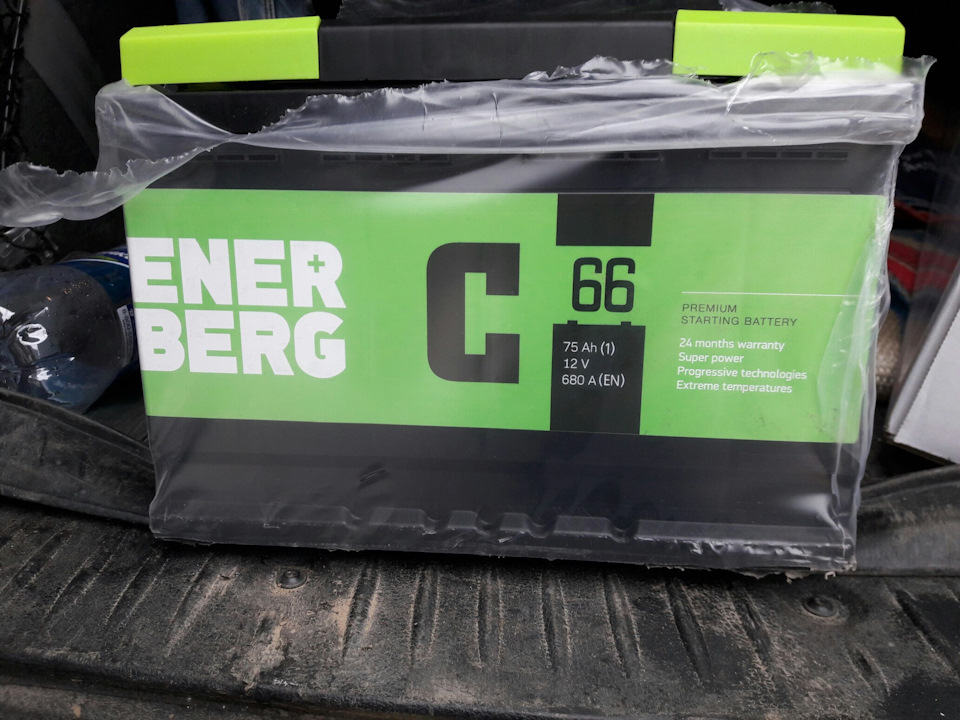 ENER
BERG
C
66
75 Ah (1)
12 V
680 A (EN)
PREMIUM
STARTING BATTERY
24 months warranty
Super power
Progressive technologies
Extreme temperatures